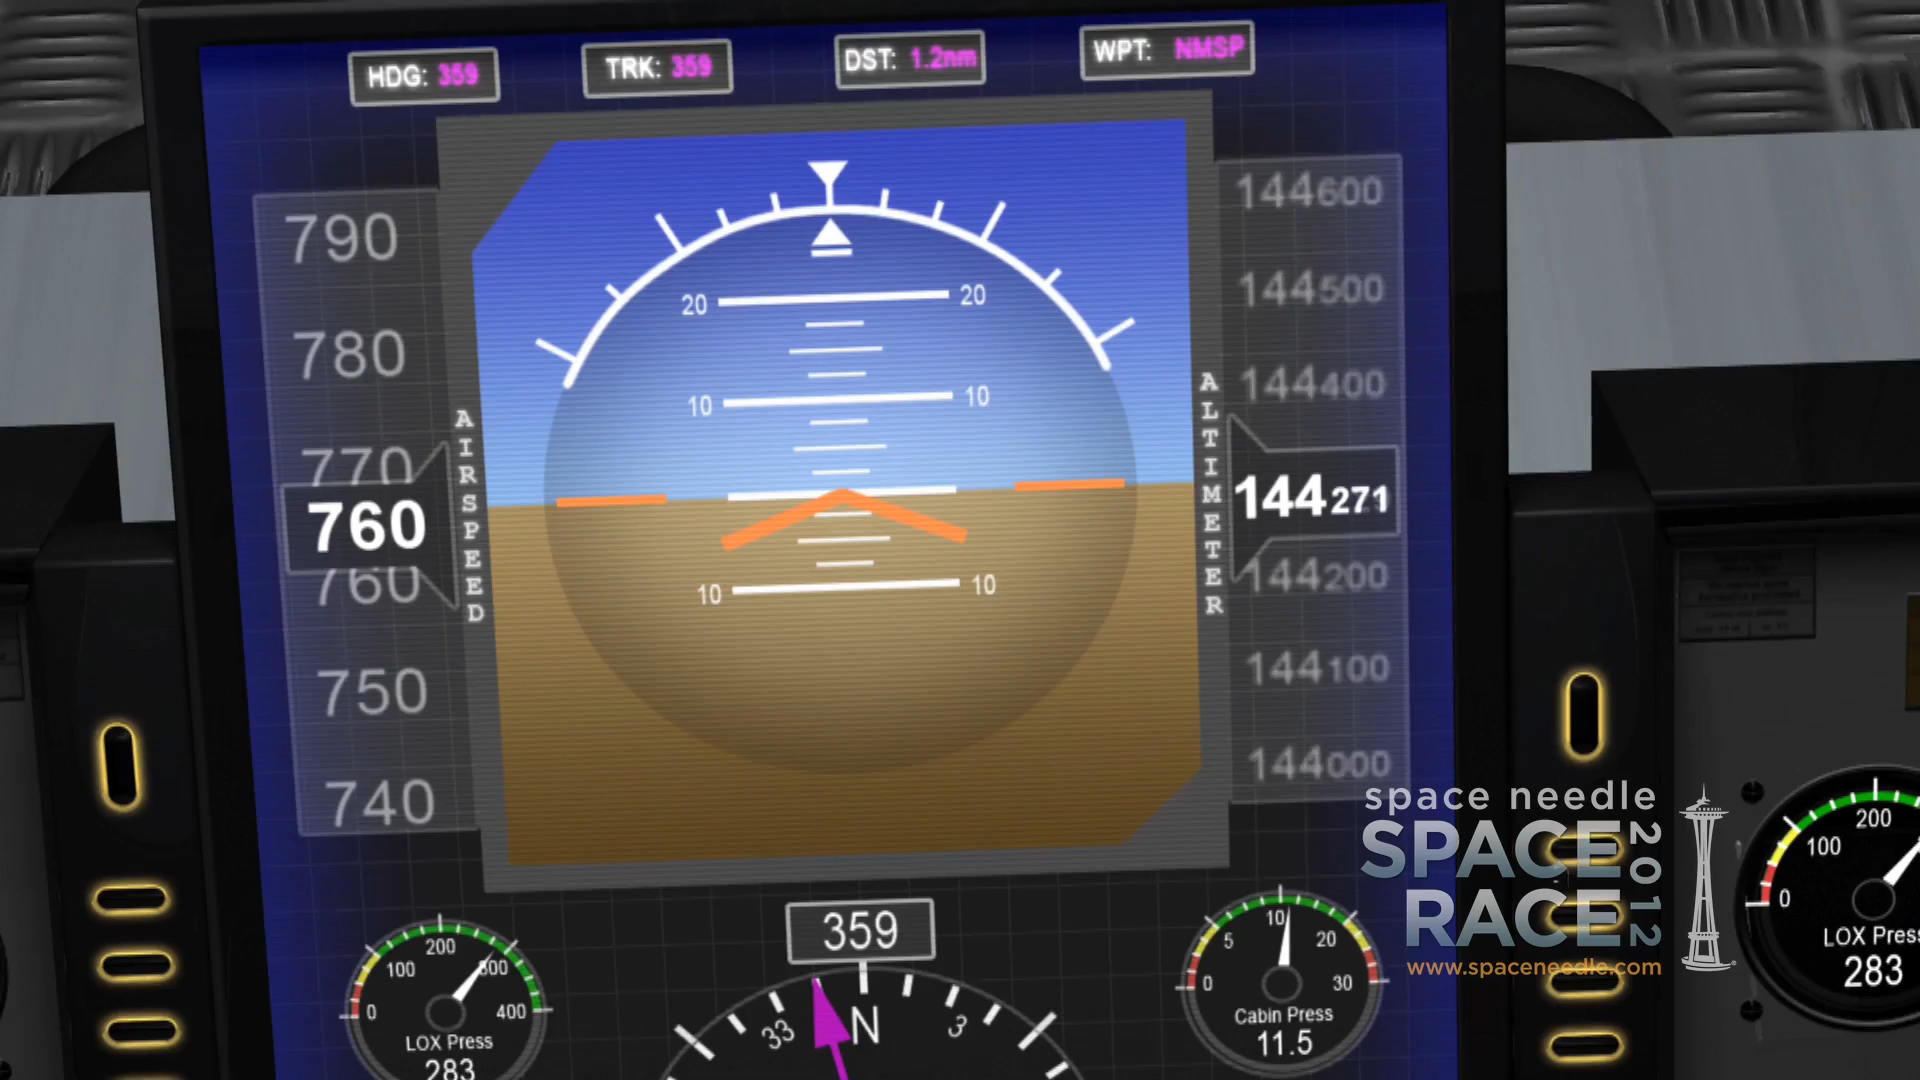 HDG: 359
TRK: 359
DST: 1.2nm
WPT: NMSP
790
780
770
760
760
750
740
AIRSPEED
20 20
10 10
10 10
ALTIMETER
144600
144500
144400
144271
144200
144100
144000
359
33 N 3
0 100 200 300 400
LOX Press
283
0 5 10 20 30
Cabin Press
11.5
0 100 200
LOX Press
283
space needle
SPACE
RACE
2012
www.spaceneedle.com